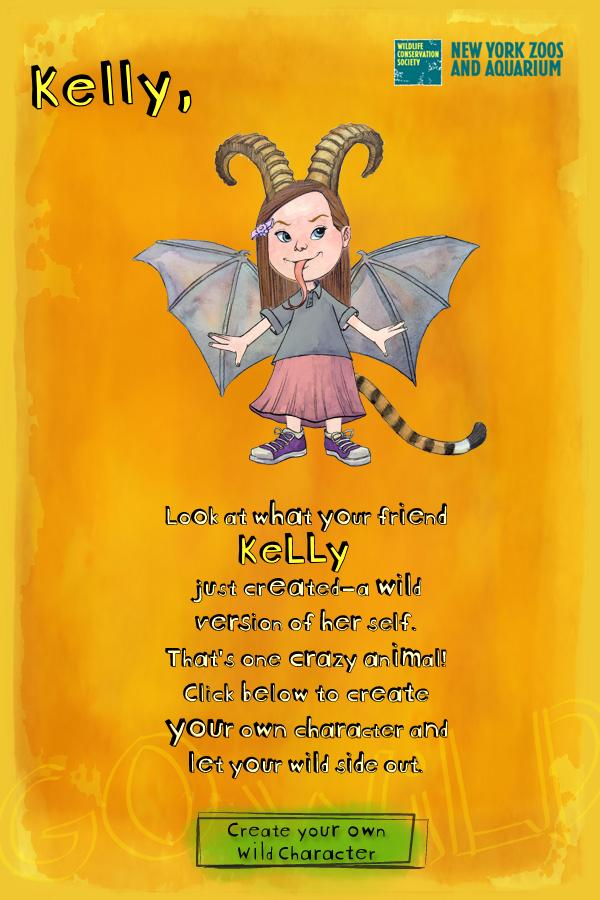 Kelly,
WILDLIFE
CONSERVATION
SOCIETY
NEW YORK ZOOS
AND AQUARIUM
Look at what your friend
KeLLy
just created—a wild
version of her self.
That's one crazy animal!
Click below to create
your own character and
let your wild side out.
GO WILD
Create your own
Wild Character